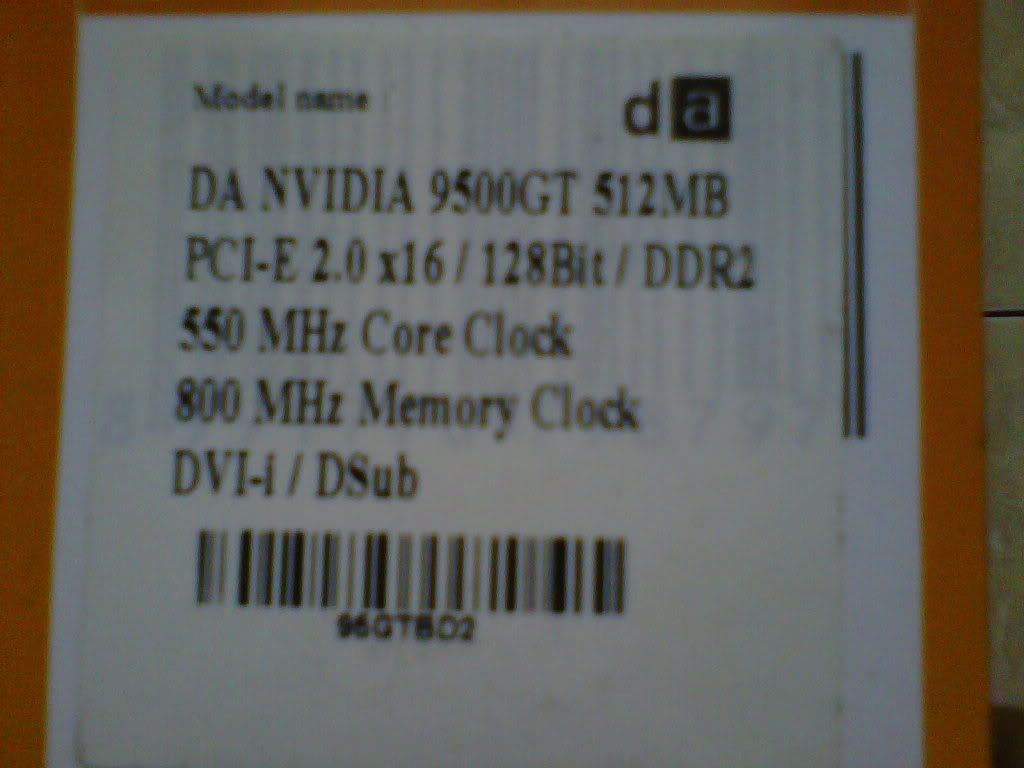 Model name :
da
DA NVIDIA 9500GT 512MB
PCI-E 2.0 x16 / 128Bit / DDR2
550 MHz Core Clock
800 MHz Memory Clock
DVI-i / DSub
95GTBD2